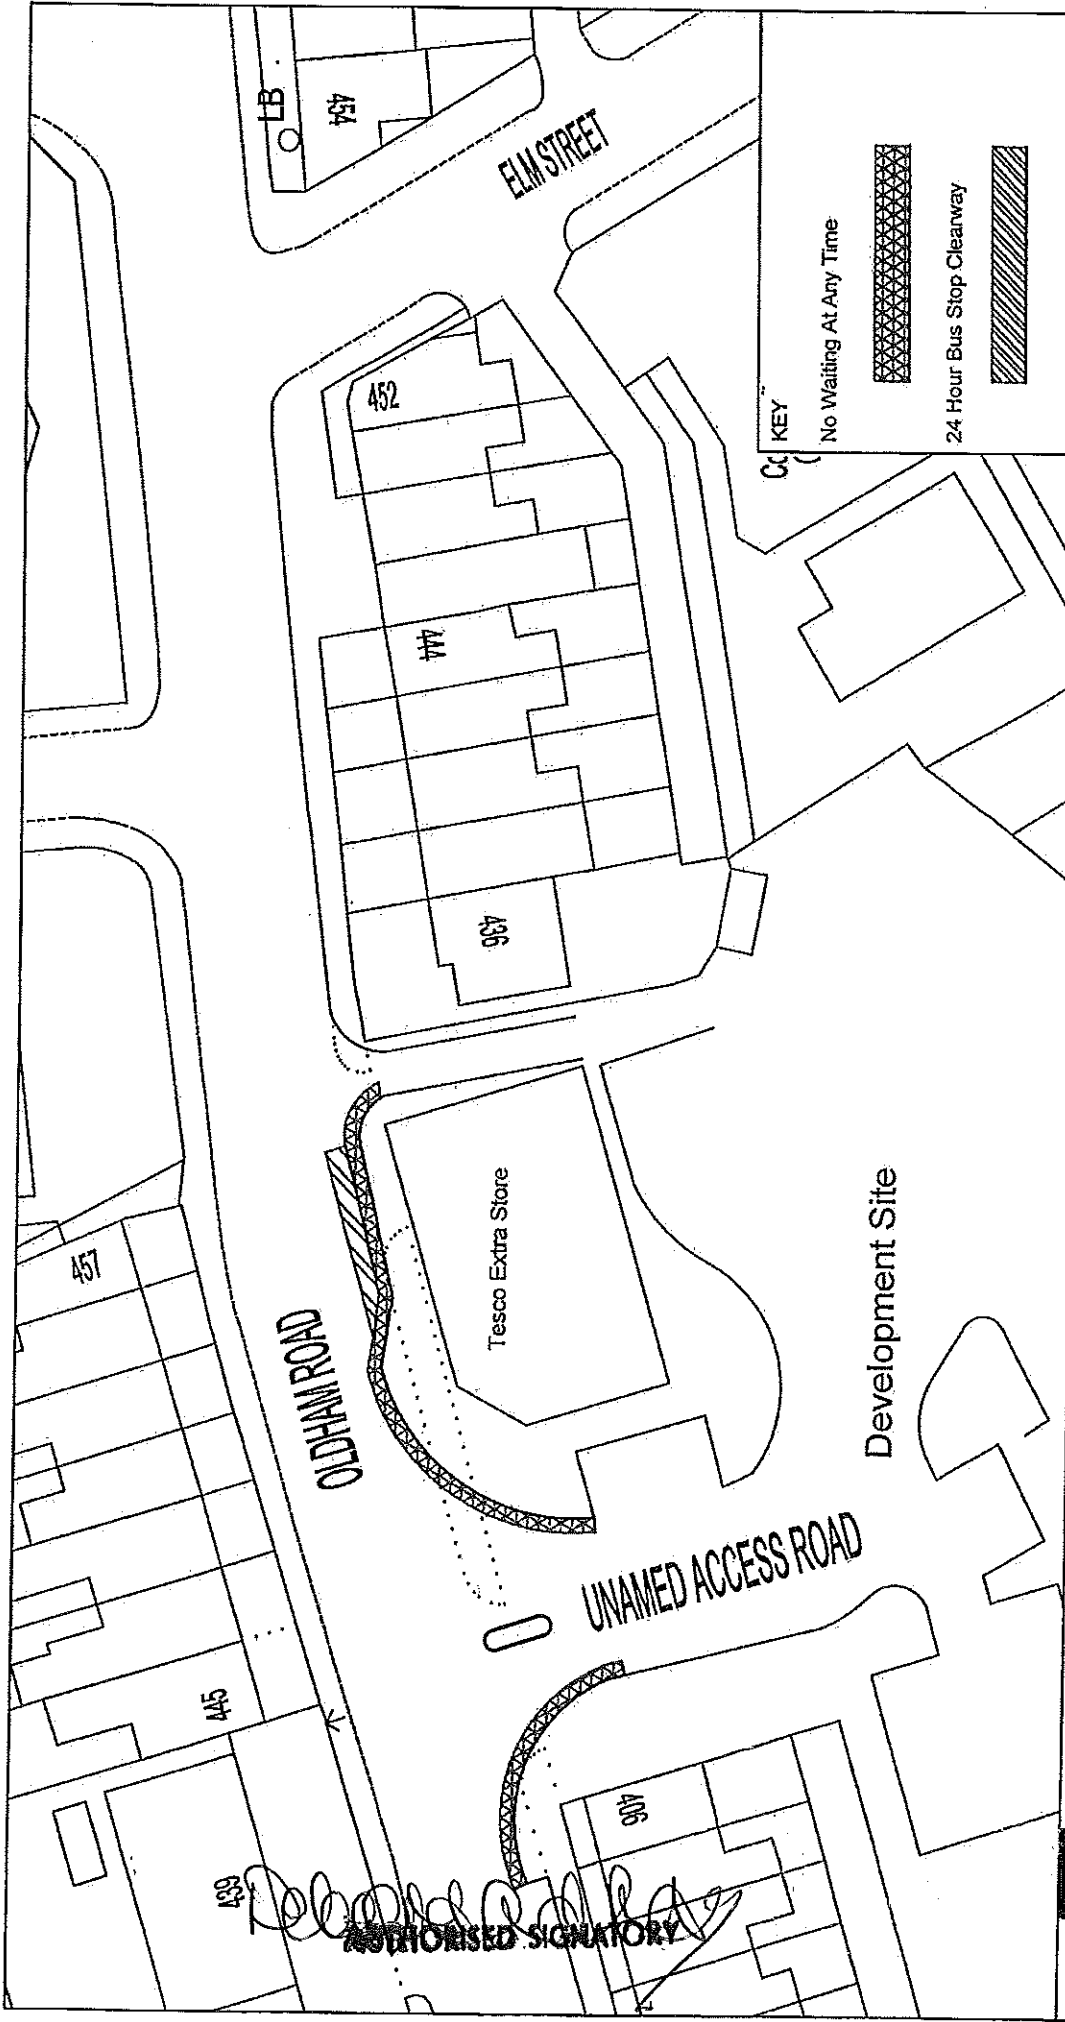 LB
454
ELM STREET
452
444
436
KEY
No Waiting At Any Time
24 Hour Bus Stop Clearway
457
OLDHAM ROAD
Tesco Extra Store
Development Site
UNAMED ACCESS ROAD
445
406
439
AUTHORISED SIGNATORY